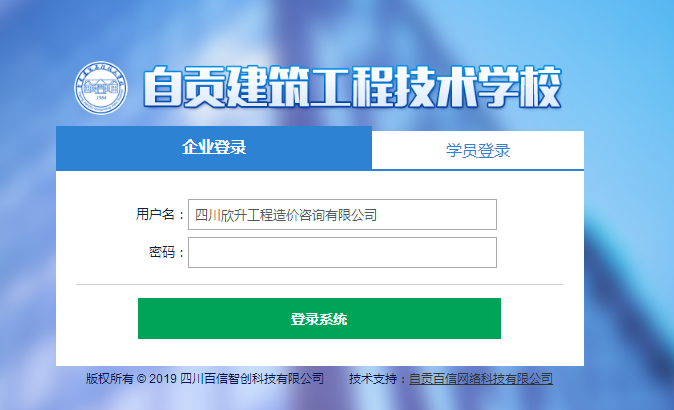 自贡建筑工程技术学校
企业登录 学员登录
用户名： 四川欣升工程造价咨询有限公司
密码：
登录系统
版权所有 © 2019 四川百信智创科技有限公司 技术支持：自贡百信网络科技有限公司